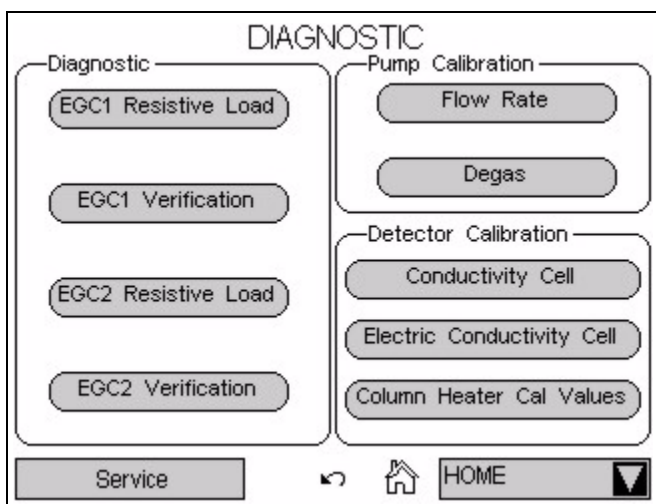 DIAGNOSTIC
Diagnostic
EGC1 Resistive Load
EGC1 Verification
EGC2 Resistive Load
EGC2 Verification
Pump Calibration
Flow Rate
Degas
Detector Calibration
Conductivity Cell
Electric Conductivity Cell
Column Heater Cal Values
Service
HOME